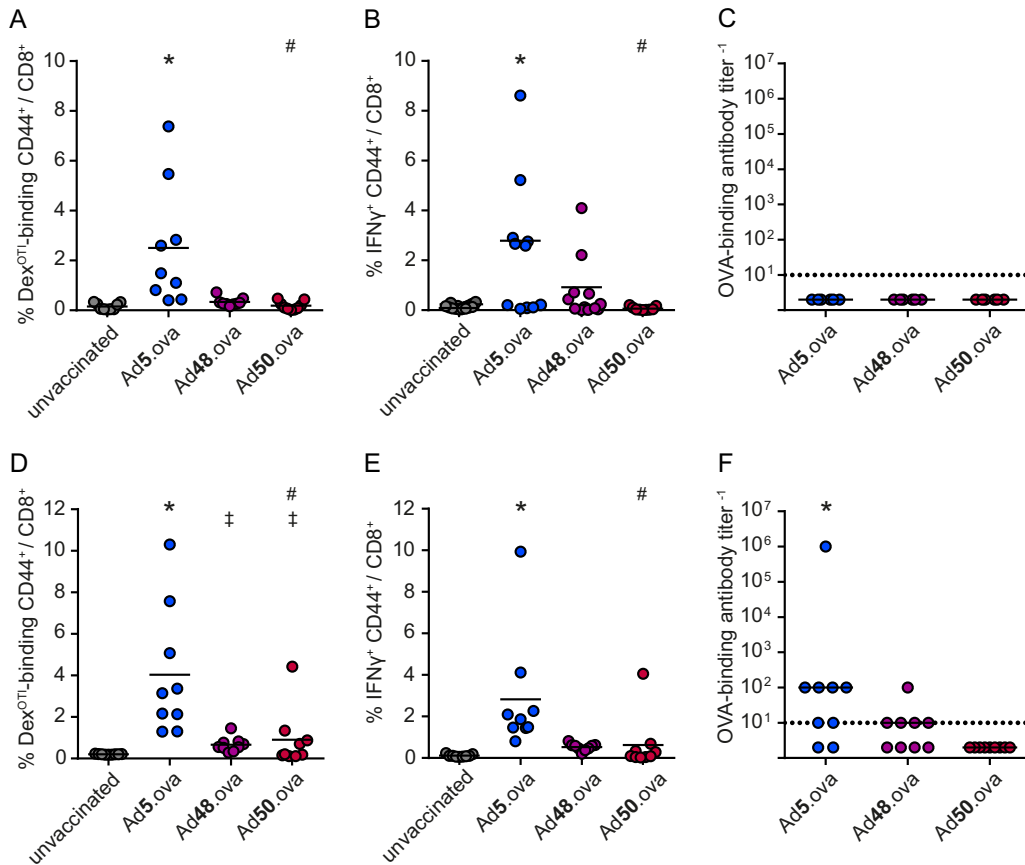 A
% Dexᴼᵀᴵ-binding CD44⁺ / CD8⁺
10
8
6
4
2
0
*
#
unvaccinated
Ad5.ova
Ad48.ova
Ad50.ova
B
% IFNγ⁺ CD44⁺ / CD8⁺
10
8
6
4
2
0
*
#
unvaccinated
Ad5.ova
Ad48.ova
Ad50.ova
C
OVA-binding antibody titer ⁻¹
10⁷
10⁶
10⁵
10⁴
10³
10²
10¹
Ad5.ova
Ad48.ova
Ad50.ova
D
% Dexᴼᵀᴵ-binding CD44⁺ / CD8⁺
12
10
8
6
4
2
0
*
‡
#
‡
unvaccinated
Ad5.ova
Ad48.ova
Ad50.ova
E
% IFNγ⁺ CD44⁺ / CD8⁺
12
10
8
6
4
2
0
*
#
unvaccinated
Ad5.ova
Ad48.ova
Ad50.ova
F
OVA-binding antibody titer ⁻¹
10⁷
10⁶
10⁵
10⁴
10³
10²
10¹
*
Ad5.ova
Ad48.ova
Ad50.ova